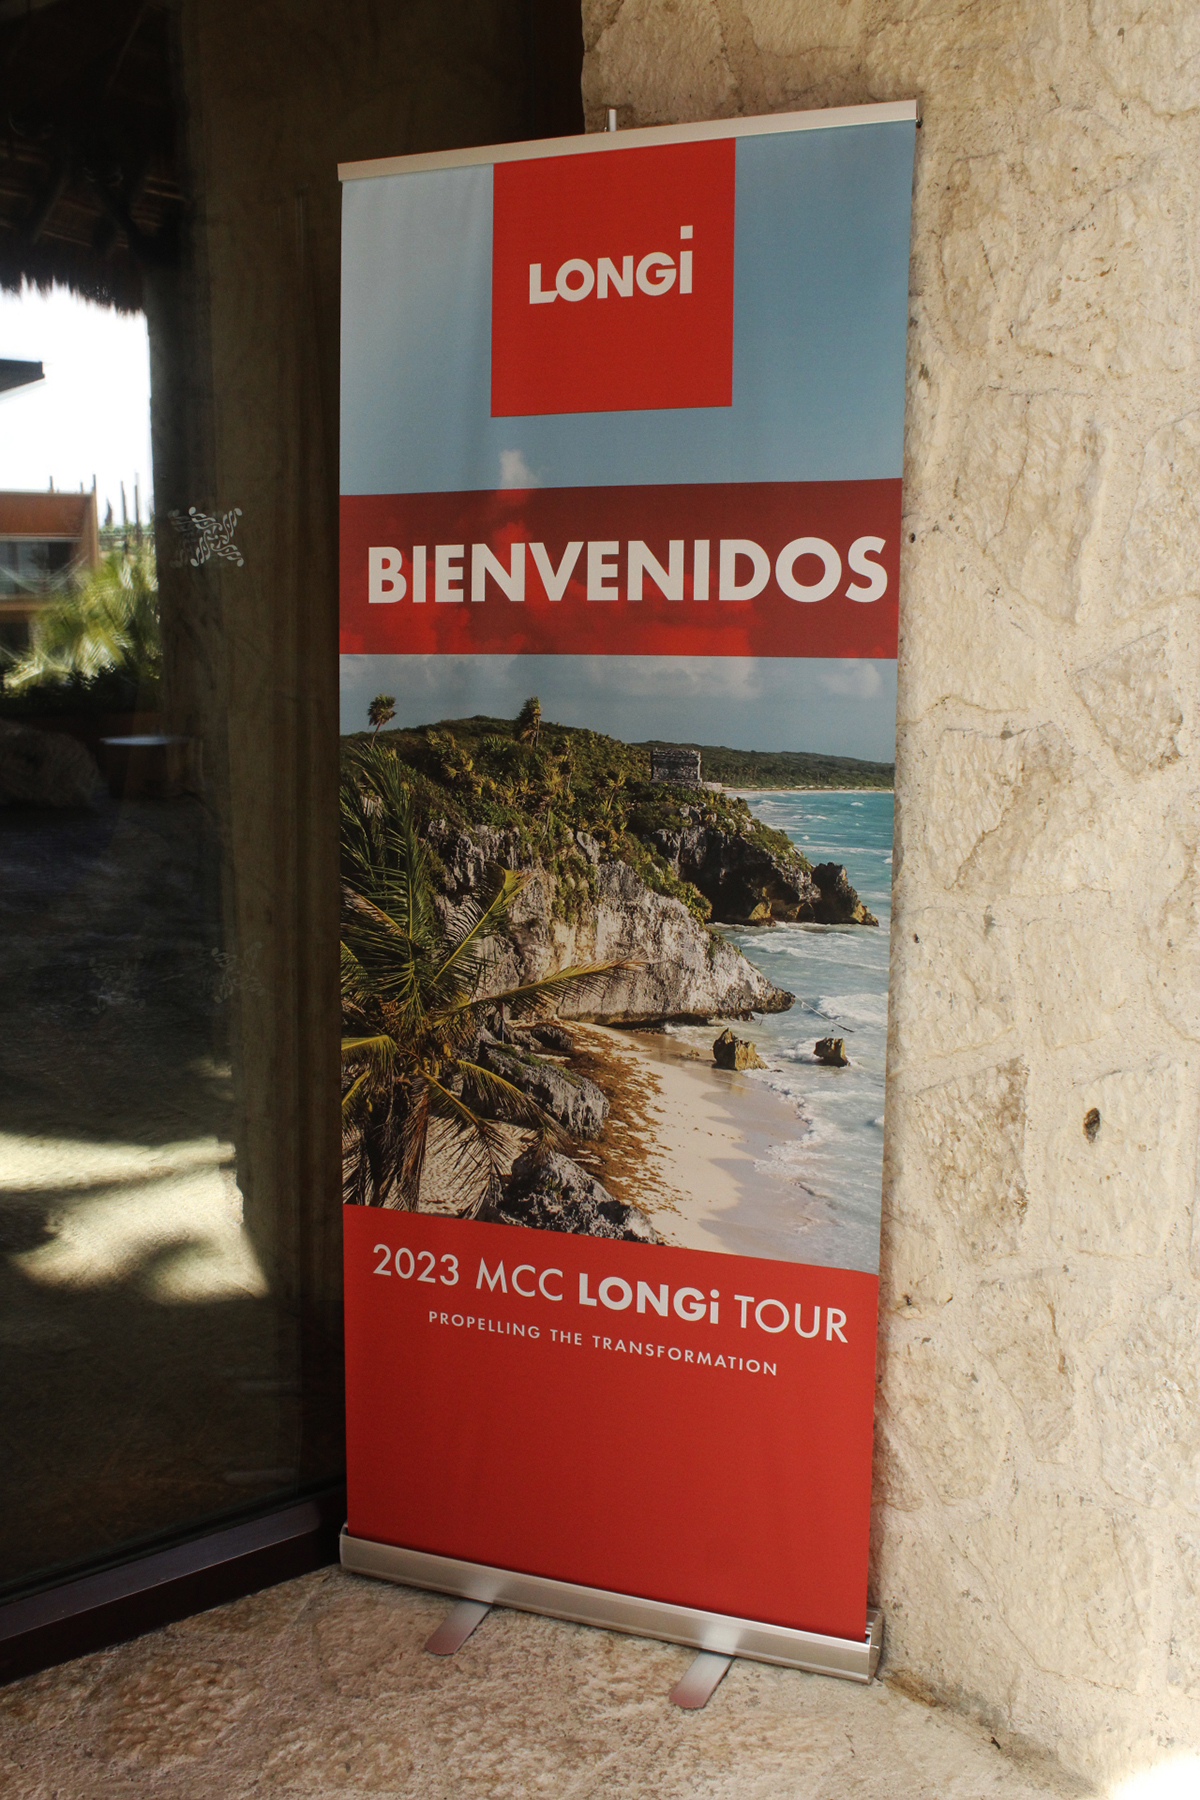 LONGi
BIENVENIDOS
2023 MCC LONGi TOUR
PROPELLING THE TRANSFORMATION